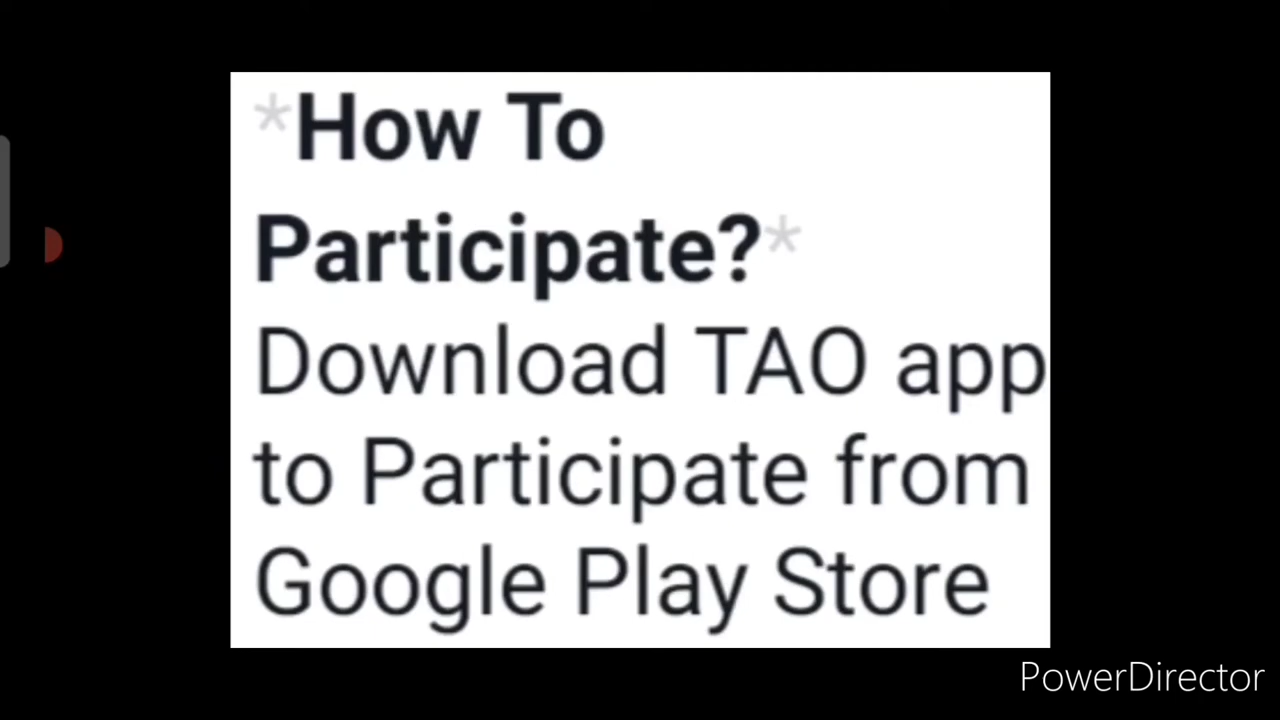 *How To
Participate?*
Download TAO app
to Participate from
Google Play Store
PowerDirector